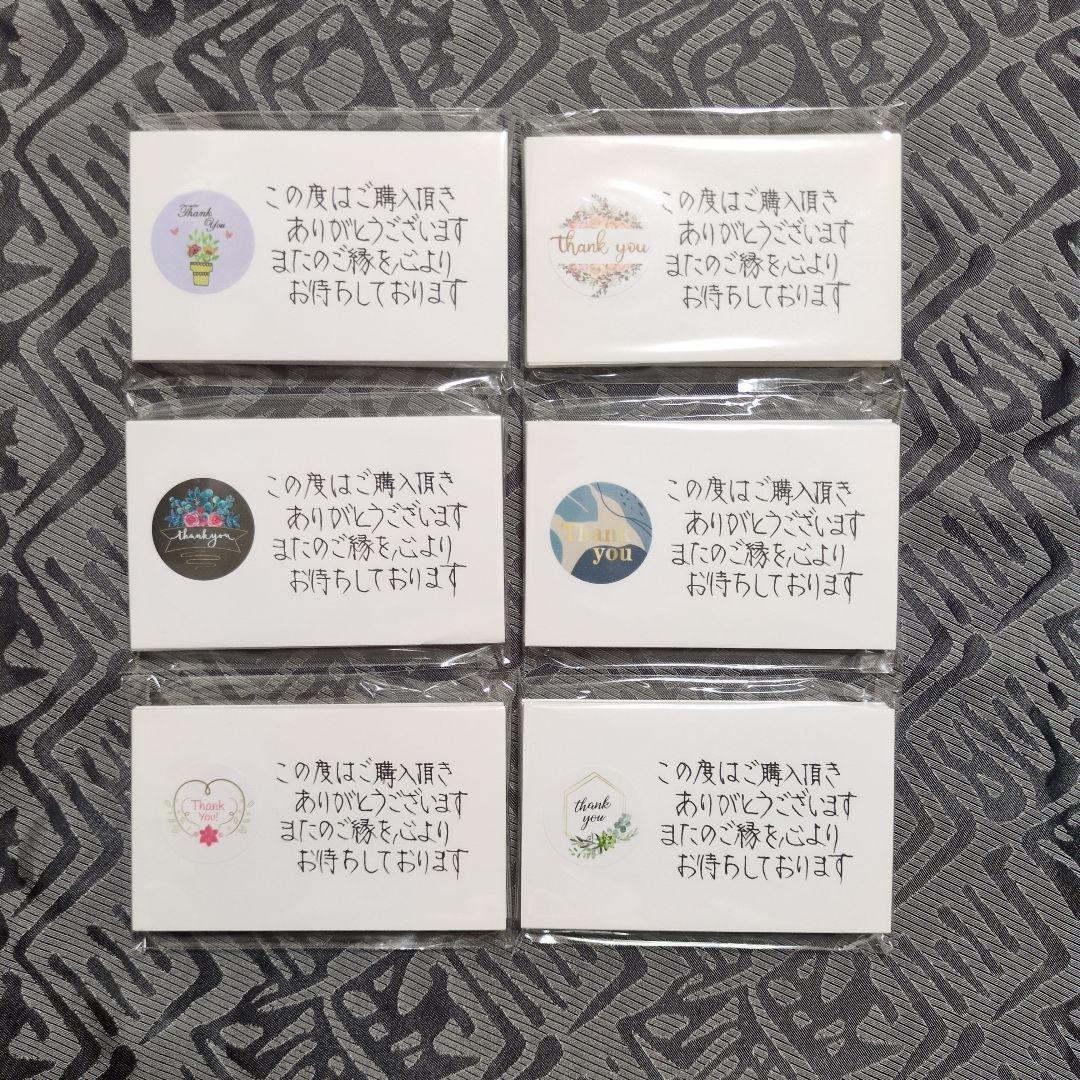 Thank
You
この度はご購入頂き
ありがとうございます
またのご縁を心より
お待ちしております
thank you
この度はご購入頂き
ありがとうございます
またのご縁を心より
お待ちしております
thankyou
この度はご購入頂き
ありがとうございます
またのご縁を心より
お待ちしております
Thank
you
この度はご購入頂き
ありがとうございます
またのご縁を心より
お待ちしております
Thank
You!
この度はご購入頂き
ありがとうございます
またのご縁を心より
お待ちしております
thank
you
この度はご購入頂き
ありがとうございます
またのご縁を心より
お待ちしております